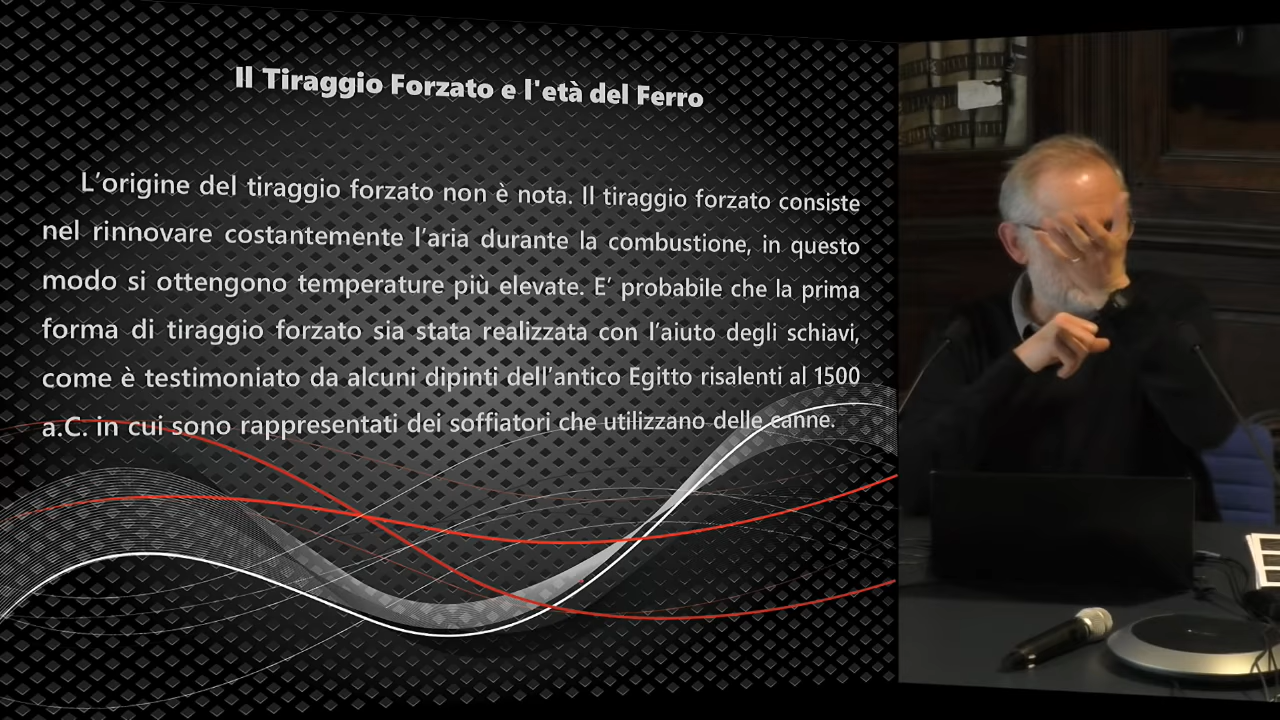 Il Tiraggio Forzato e l'età del Ferro
L’origine del tiraggio forzato non è nota. Il tiraggio forzato consiste
nel rinnovare costantemente l’aria durante la combustione, in questo
modo si ottengono temperature più elevate. E’ probabile che la prima
forma di tiraggio forzato sia stata realizzata con l’aiuto degli schiavi,
come è testimoniato da alcuni dipinti dell’antico Egitto risalenti al 1500
a.C. in cui sono rappresentati dei soffiatori che utilizzano delle canne.